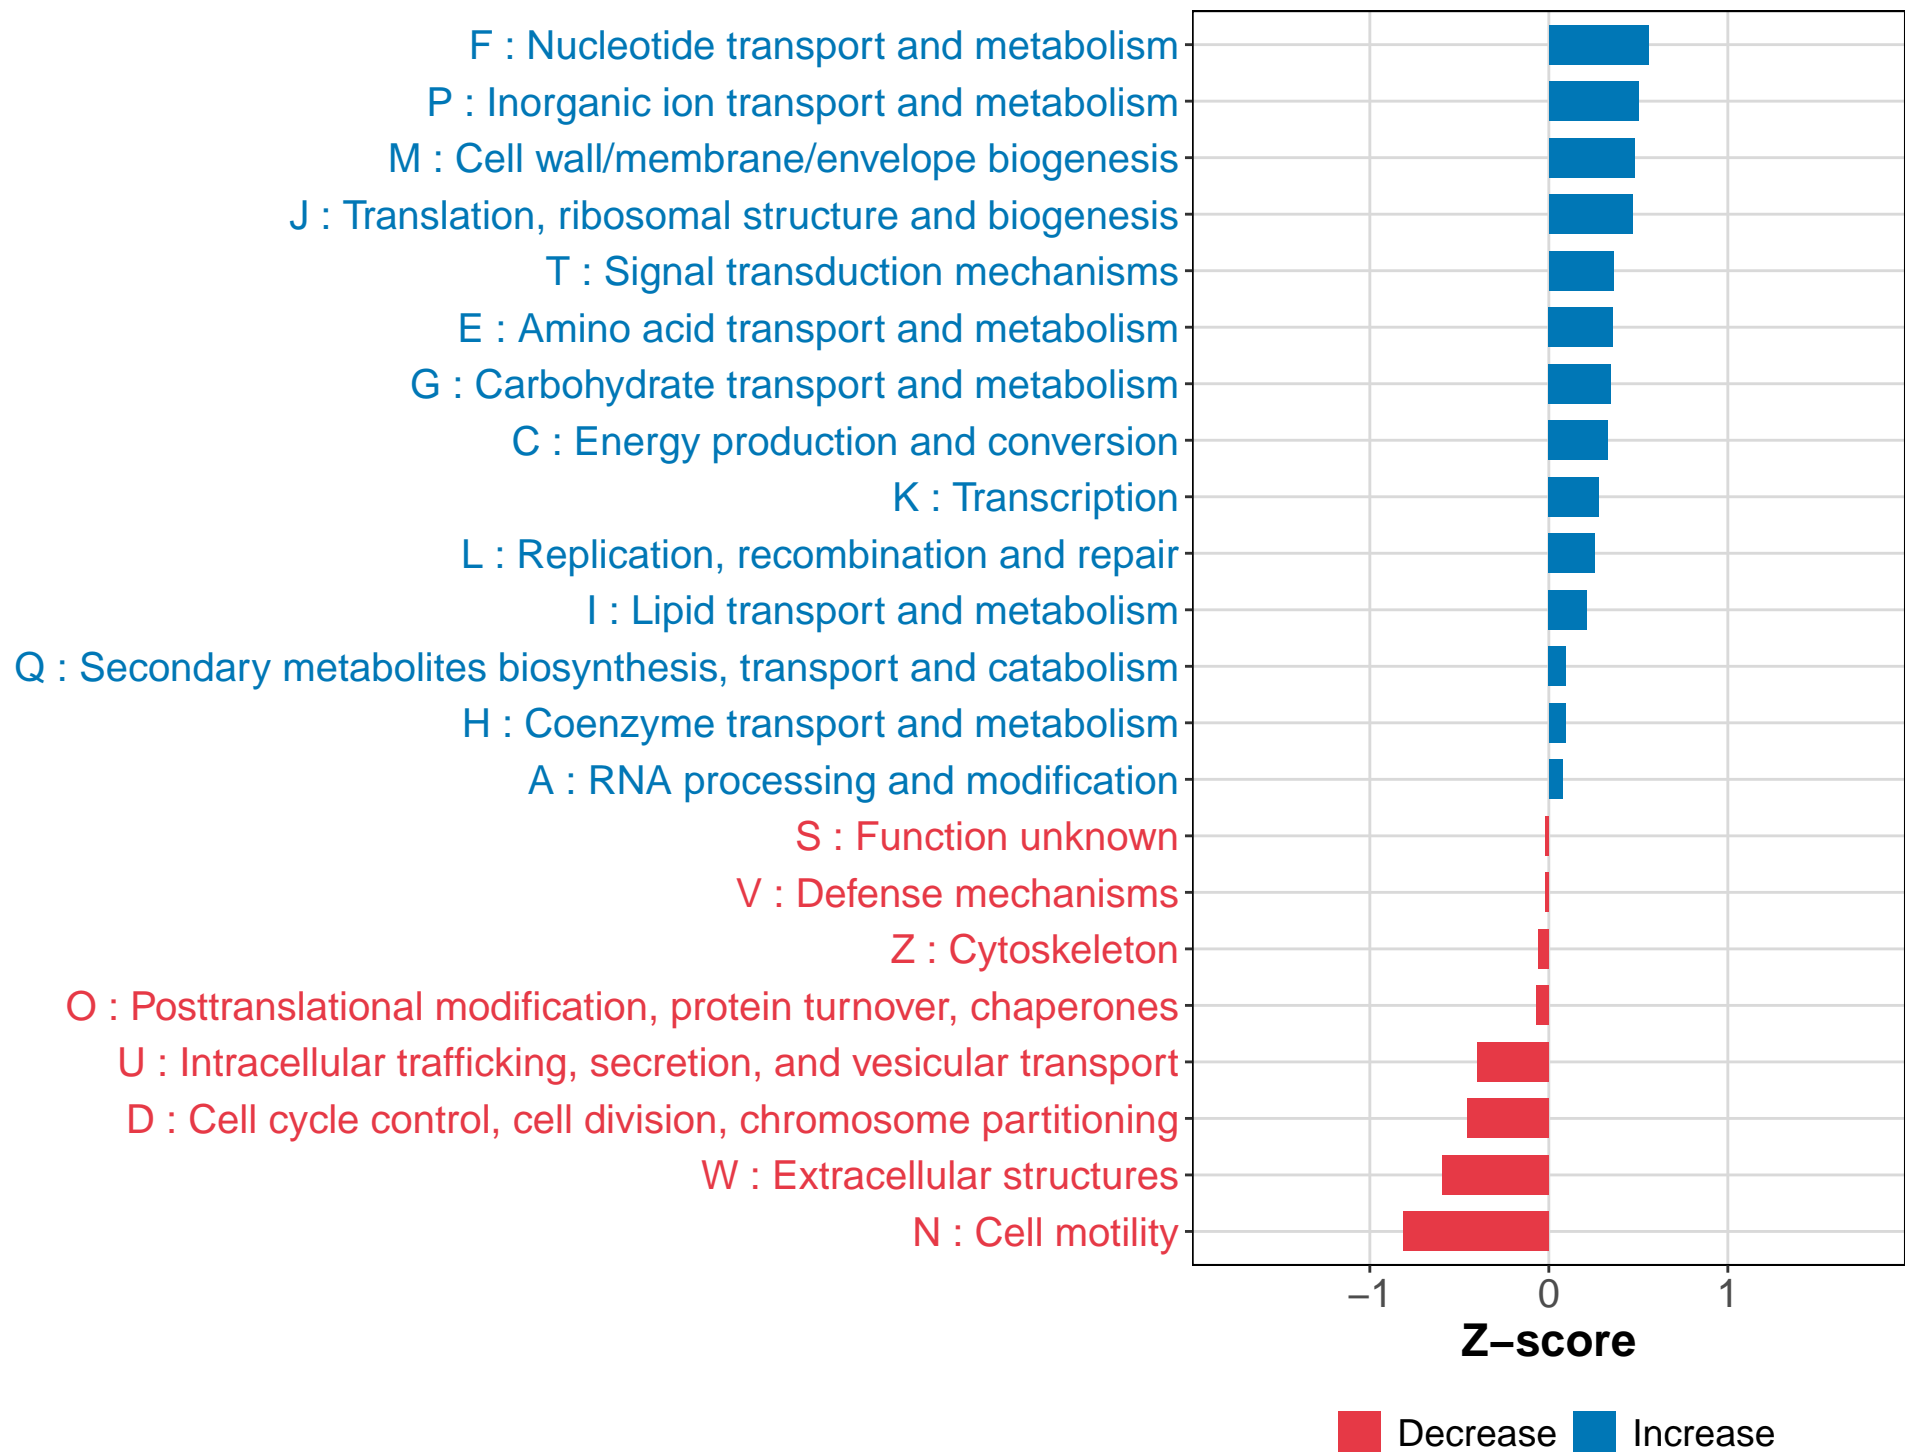 F : Nucleotide transport and metabolism
P : Inorganic ion transport and metabolism
M : Cell wall/membrane/envelope biogenesis
J : Translation, ribosomal structure and biogenesis
T : Signal transduction mechanisms
E : Amino acid transport and metabolism
G : Carbohydrate transport and metabolism
C : Energy production and conversion
K : Transcription
L : Replication, recombination and repair
I : Lipid transport and metabolism
Q : Secondary metabolites biosynthesis, transport and catabolism
H : Coenzyme transport and metabolism
A : RNA processing and modification
S : Function unknown
V : Defense mechanisms
Z : Cytoskeleton
O : Posttranslational modification, protein turnover, chaperones
U : Intracellular trafficking, secretion, and vesicular transport
D : Cell cycle control, cell division, chromosome partitioning
W : Extracellular structures
N : Cell motility
−1 0 1
Z−score
Decrease Increase